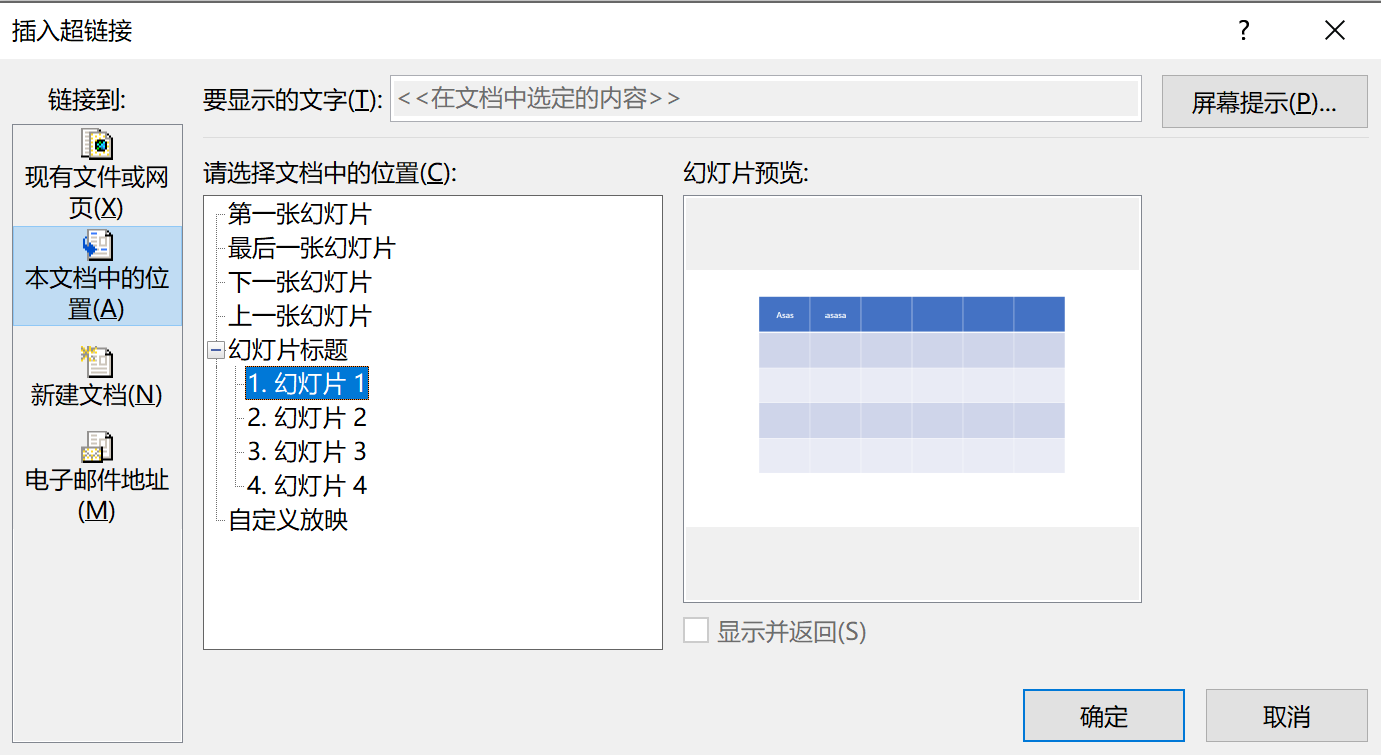 插入超链接
?
链接到:
要显示的文字(T):
<<在文档中选定的内容>>
屏幕提示(P)...
现有文件或网
页(X)
本文档中的位
置(A)
新建文档(N)
电子邮件地址
(M)
请选择文档中的位置(C):
第一张幻灯片
最后一张幻灯片
下一张幻灯片
上一张幻灯片
幻灯片标题
1. 幻灯片 1
2. 幻灯片 2
3. 幻灯片 3
4. 幻灯片 4
自定义放映
幻灯片预览:
Asas
asasa
显示并返回(S)
确定
取消